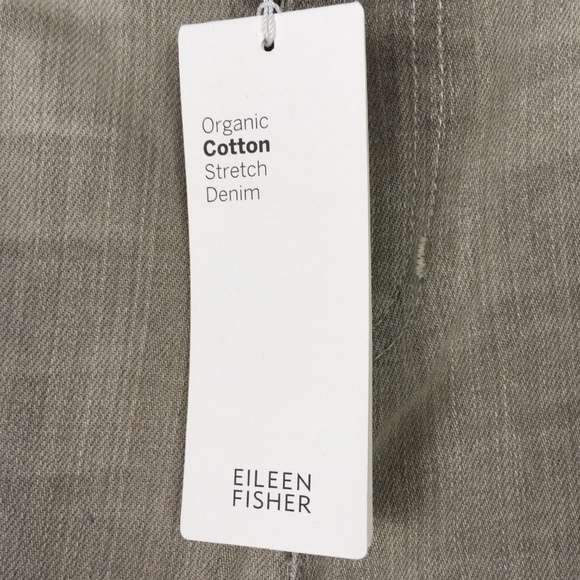 Organic
Cotton
Stretch
Denim
EILEEN
FISHER